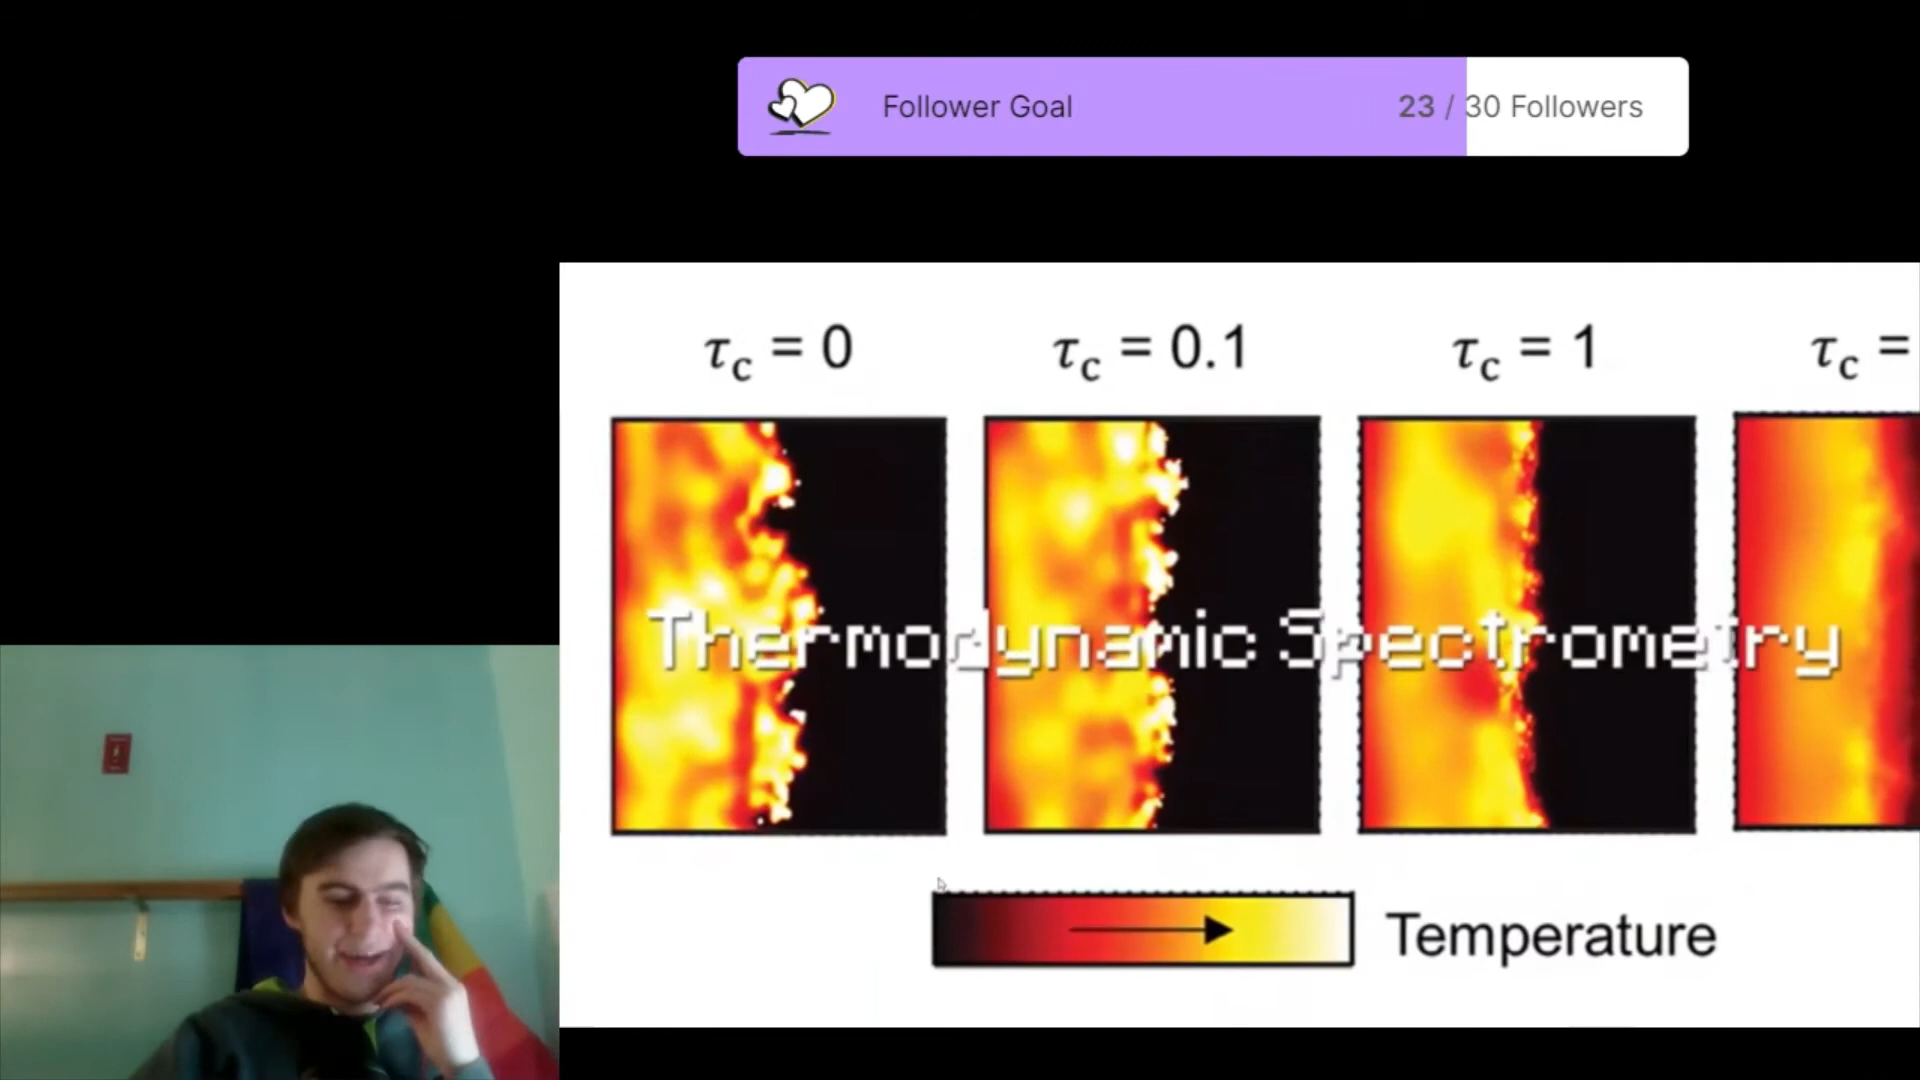 Follower Goal 23 / 30 Followers
τc = 0 τc = 0.1 τc = 1 τc =
Thermodynamic Spectrometry
Temperature